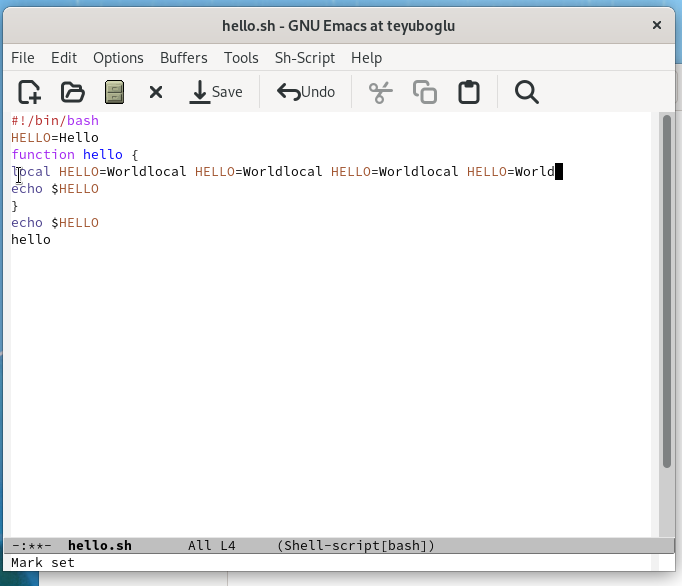 hello.sh - GNU Emacs at teyuboglu ×
File Edit Options Buffers Tools Sh-Script Help
Save Undo
#!/bin/bash
HELLO=Hello
function hello {
local HELLO=Worldlocal HELLO=Worldlocal HELLO=Worldlocal HELLO=World
echo $HELLO
}
echo $HELLO
hello
-:**- hello.sh All L4 (Shell-script[bash])
Mark set